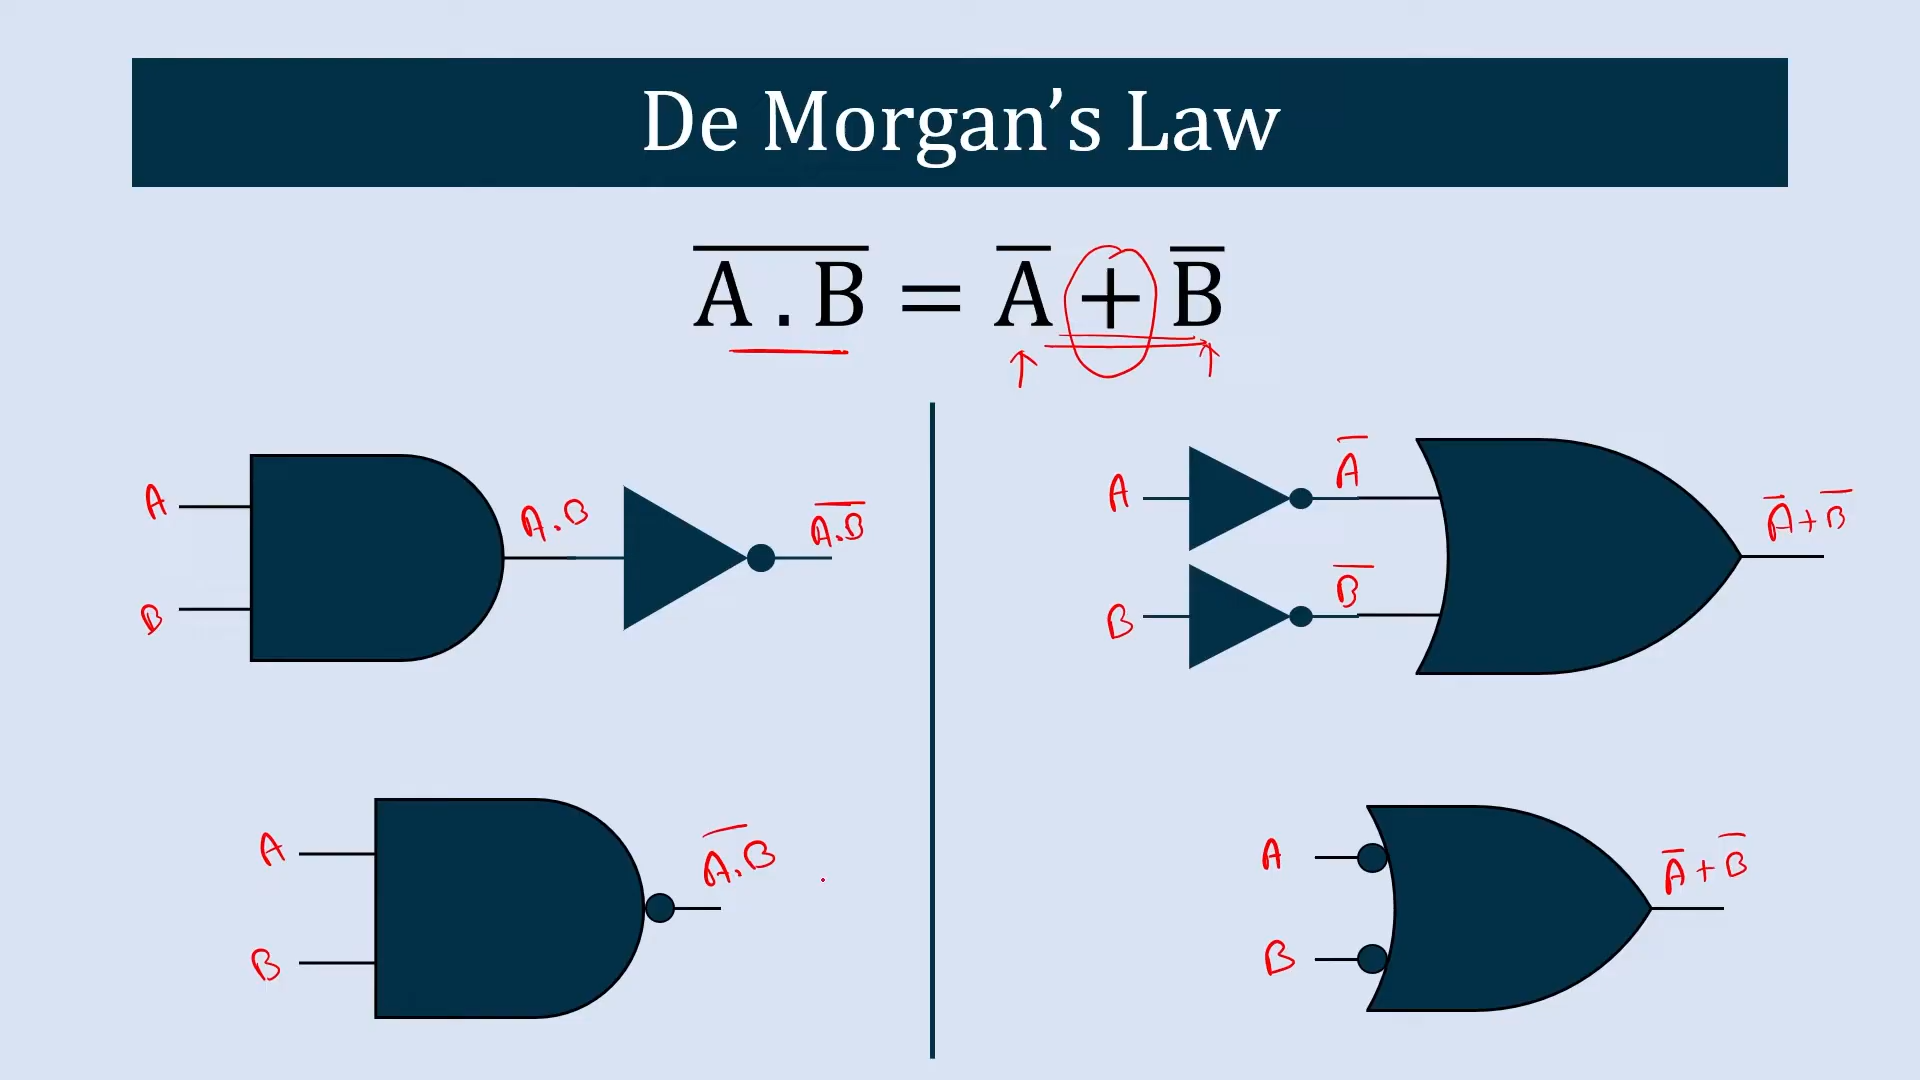 De Morgan’s Law
A̅ ̅.̅ ̅B̅ = A̅ + B̅
A
A.B
A̅.̅B̅
B
A
A̅
A̅+B̅
B
B̅
A
A̅.̅B̅
B
A
A̅+B̅
B